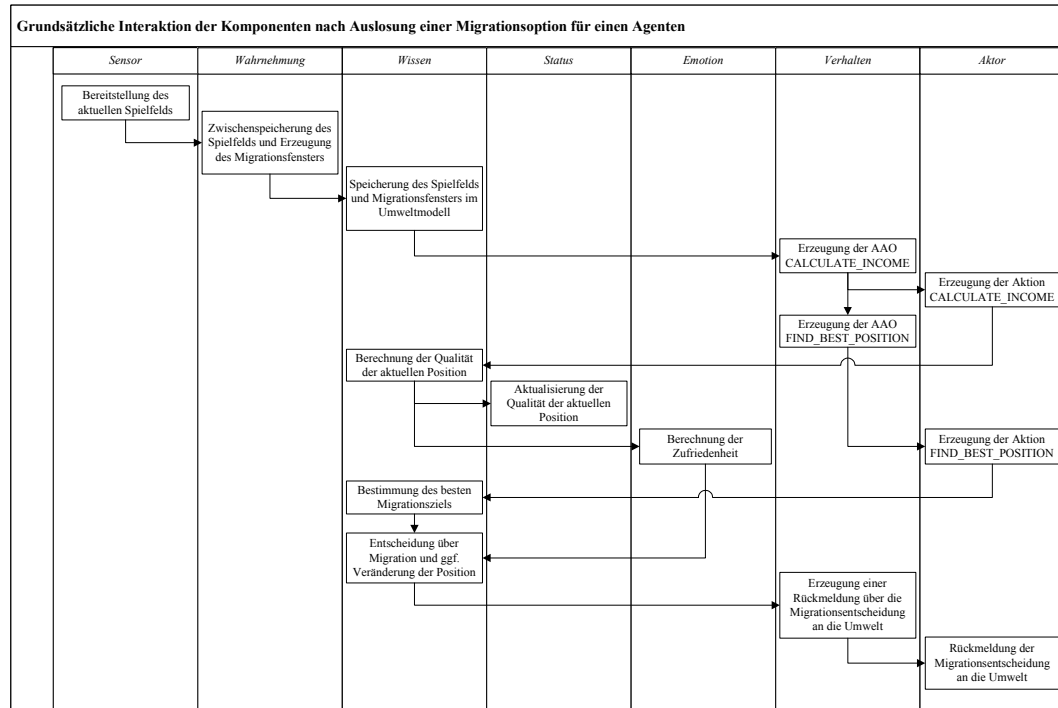 Grundsätzliche Interaktion der Komponenten nach Auslosung einer Migrationsoption für einen Agenten
Sensor
Wahrnehmung
Wissen
Status
Emotion
Verhalten
Aktor
Bereitstellung des
aktuellen Spielfelds
Zwischenspeicherung des
Spielfelds und Erzeugung
des Migrationsfensters
Speicherung des Spielfelds
und Migrationsfensters im
Umweltmodell
Erzeugung der AAO
CALCULATE_INCOME
Erzeugung der Aktion
CALCULATE_INCOME
Erzeugung der AAO
FIND_BEST_POSITION
Berechnung der Qualität
der aktuellen Position
Aktualisierung der
Qualität der aktuellen
Position
Berechnung der
Zufriedenheit
Erzeugung der Aktion
FIND_BEST_POSITION
Bestimmung des besten
Migrationsziels
Entscheidung über
Migration und ggf.
Veränderung der Position
Erzeugung einer
Rückmeldung über die
Migrationsentscheidung
an die Umwelt
Rückmeldung der
Migrationsentscheidung
an die Umwelt